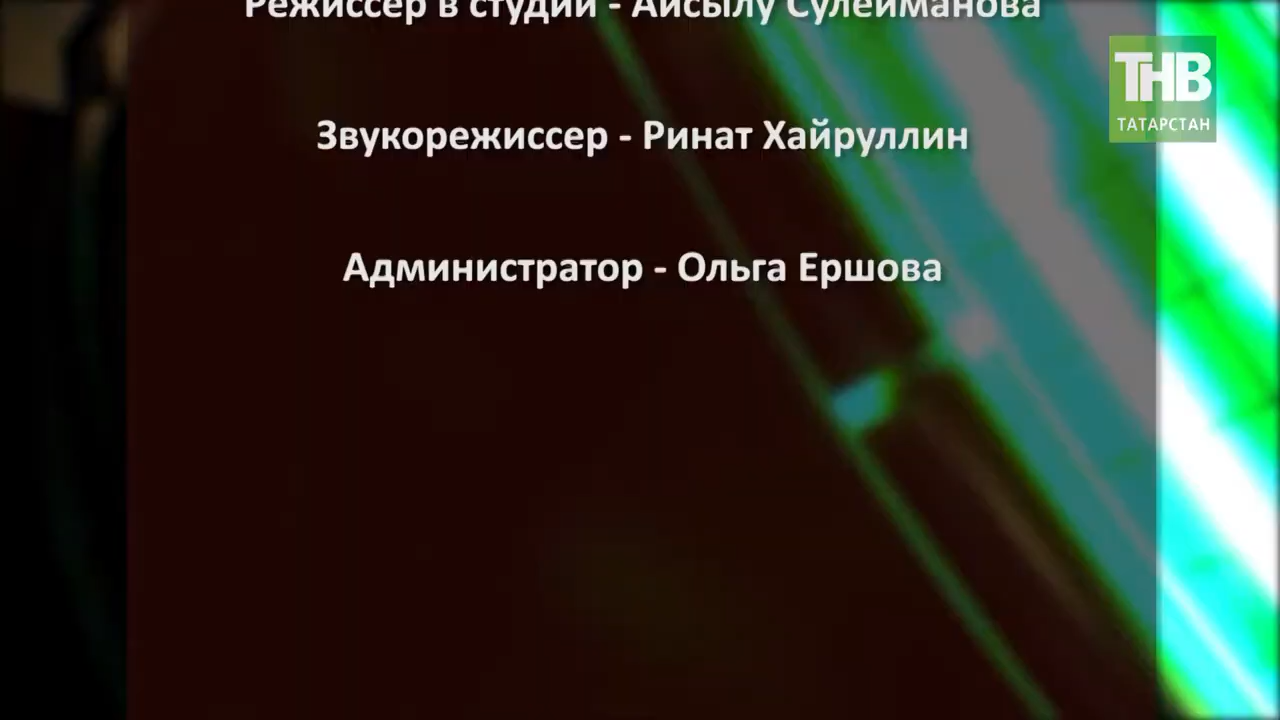 Режиссер в студии - Айсылу Сулейманова
ТНВ
ТАТАРСТАН
Звукорежиссер - Ринат Хайруллин
Администратор - Ольга Ершова